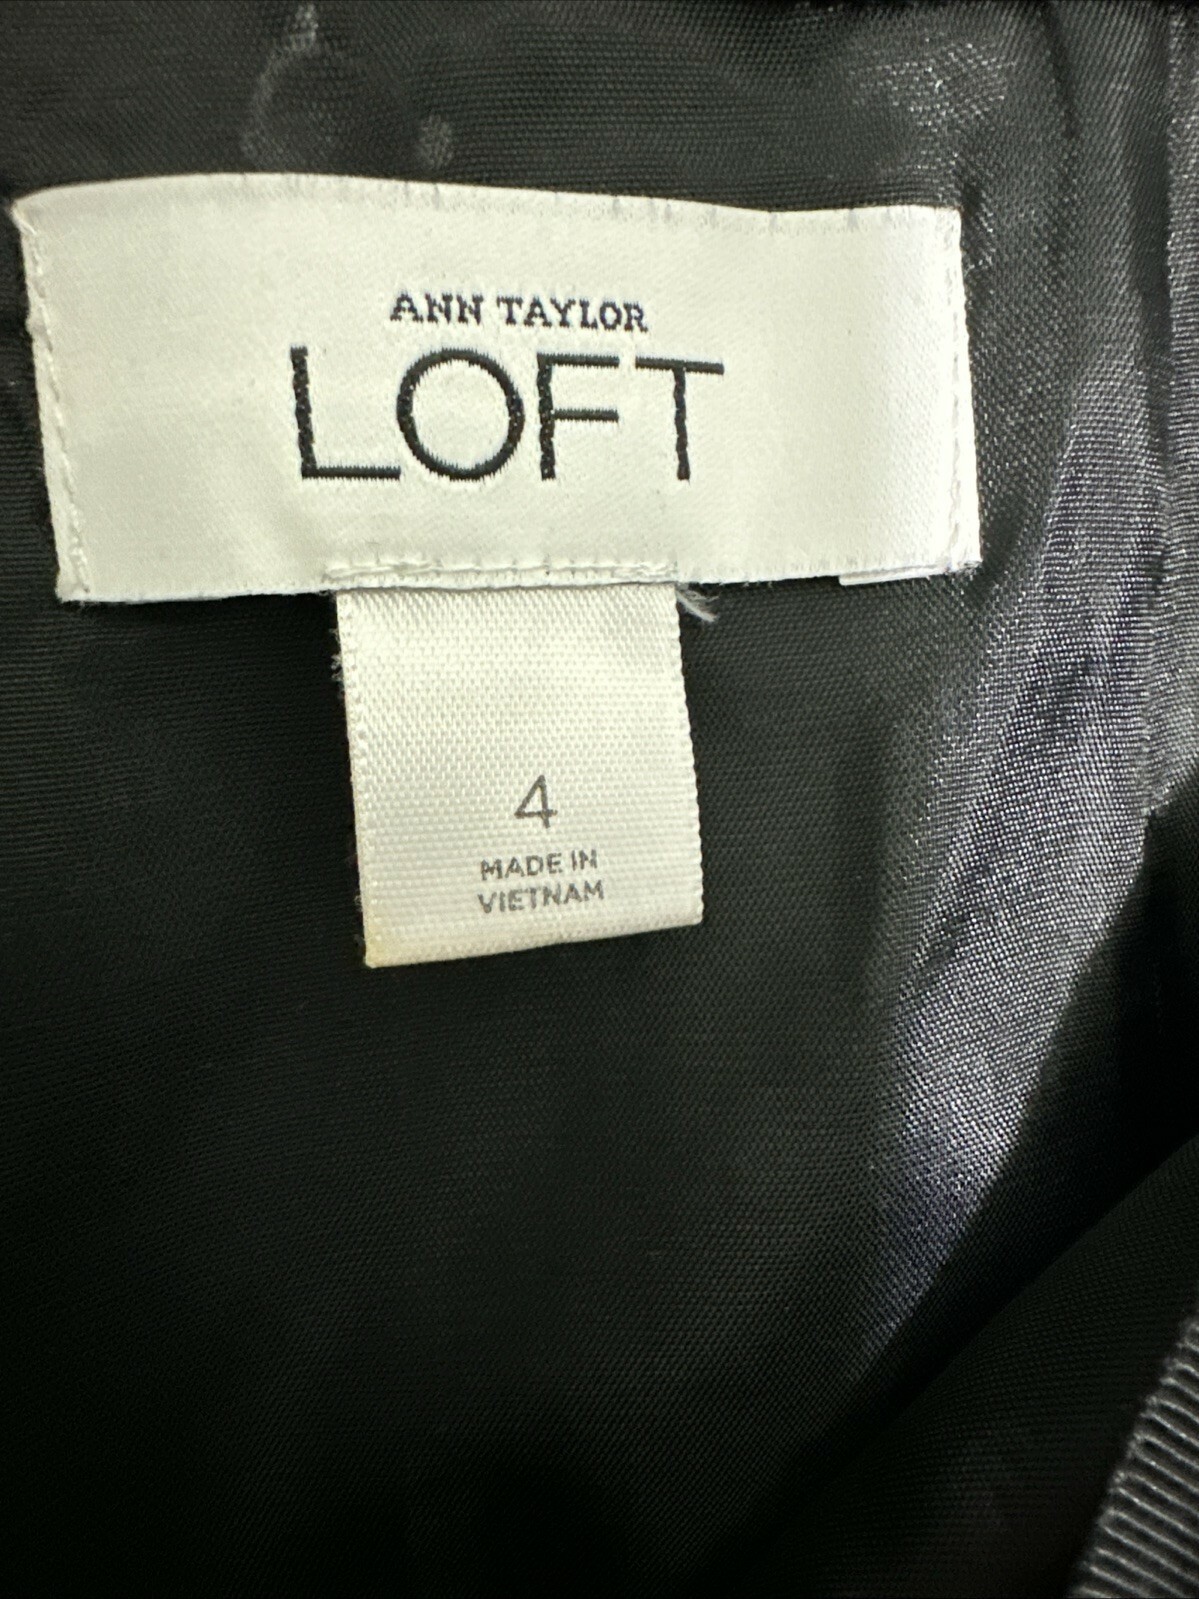 ANN TAYLOR
LOFT
4
MADE IN
VIETNAM